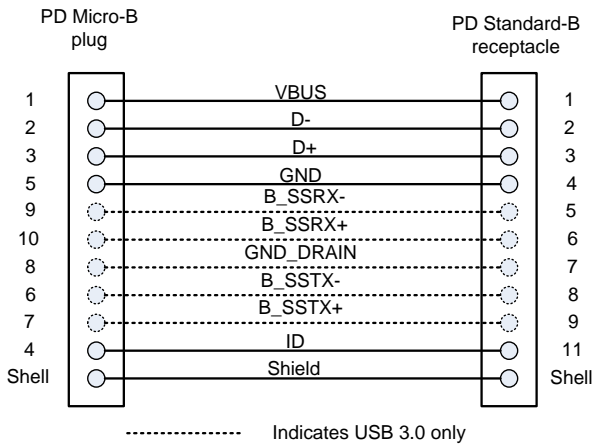 PD Micro-B
plug
PD Standard-B
receptacle
1 VBUS 1
2 D- 2
3 D+ 3
5 GND 4
9 B_SSRX- 5
10 B_SSRX+ 6
8 GND_DRAIN 7
6 B_SSTX- 8
7 B_SSTX+ 9
4 ID 11
Shell Shield Shell
Indicates USB 3.0 only